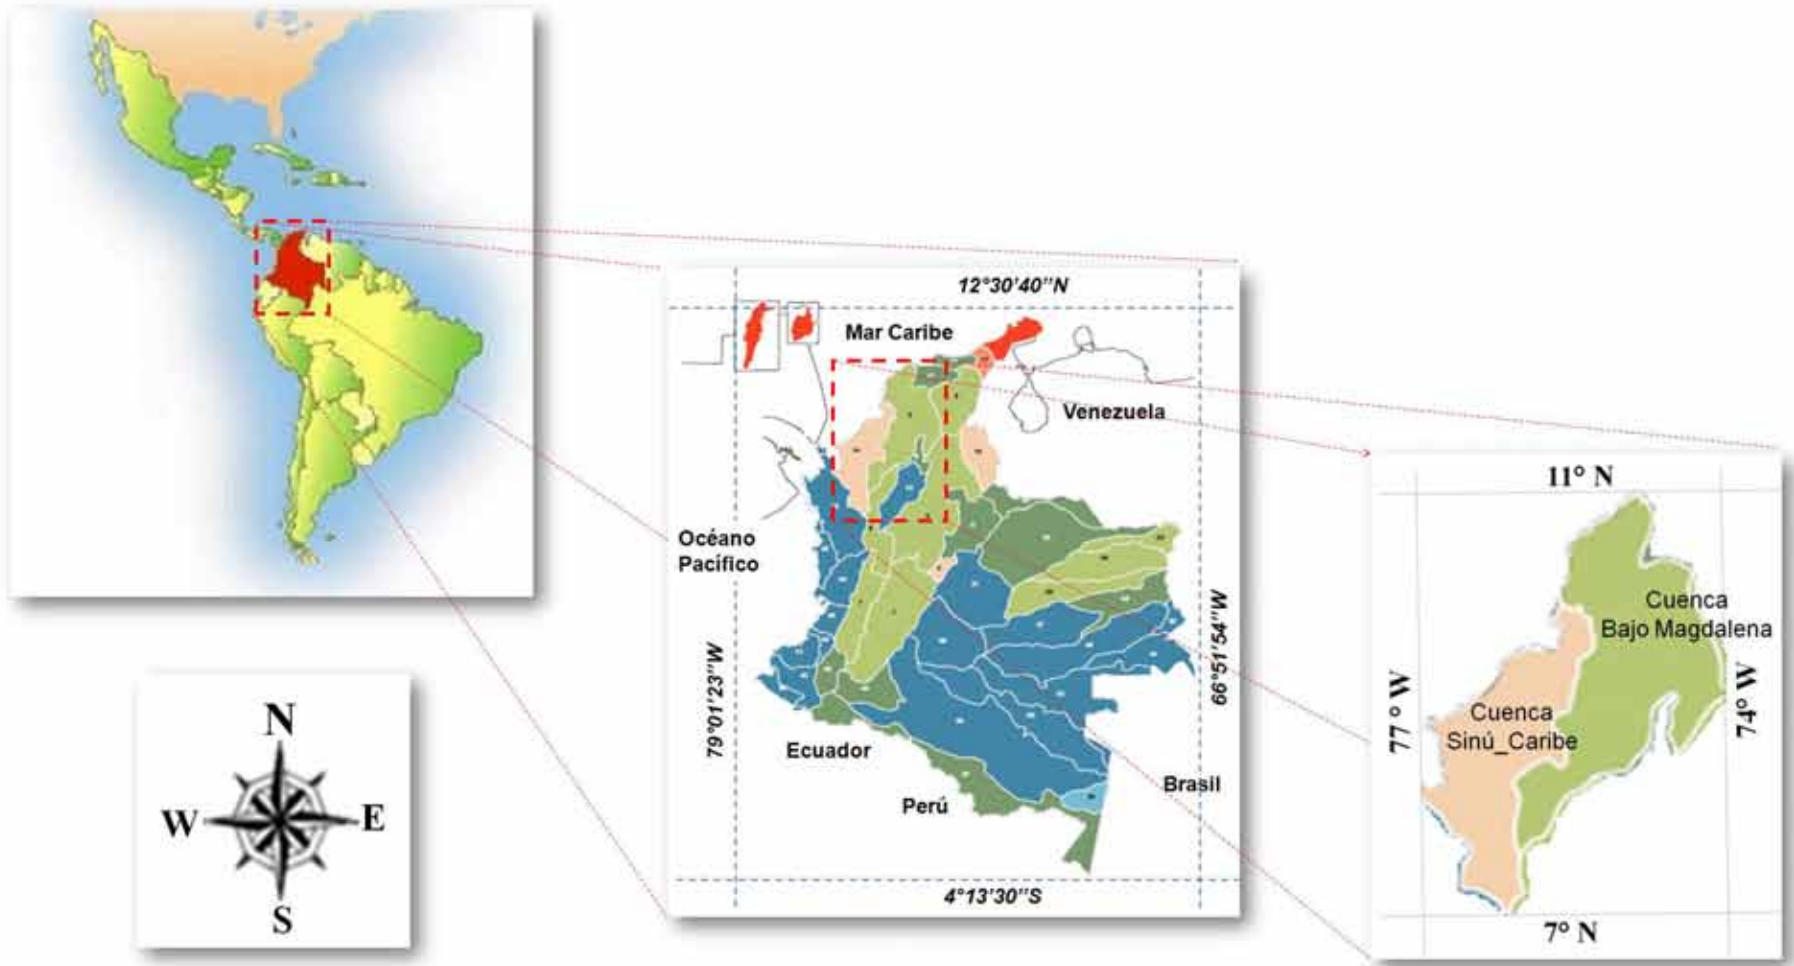 12°30'40"N
Mar Caribe
Venezuela
Océano
Pacífico
79°01'23"W
66°51'54"W
Ecuador
Perú
Brasil
4°13'30"S
11° N
Cuenca
Bajo Magdalena
Cuenca
Sinú_Caribe
77° W
74° W
7° N
N
W
E
S